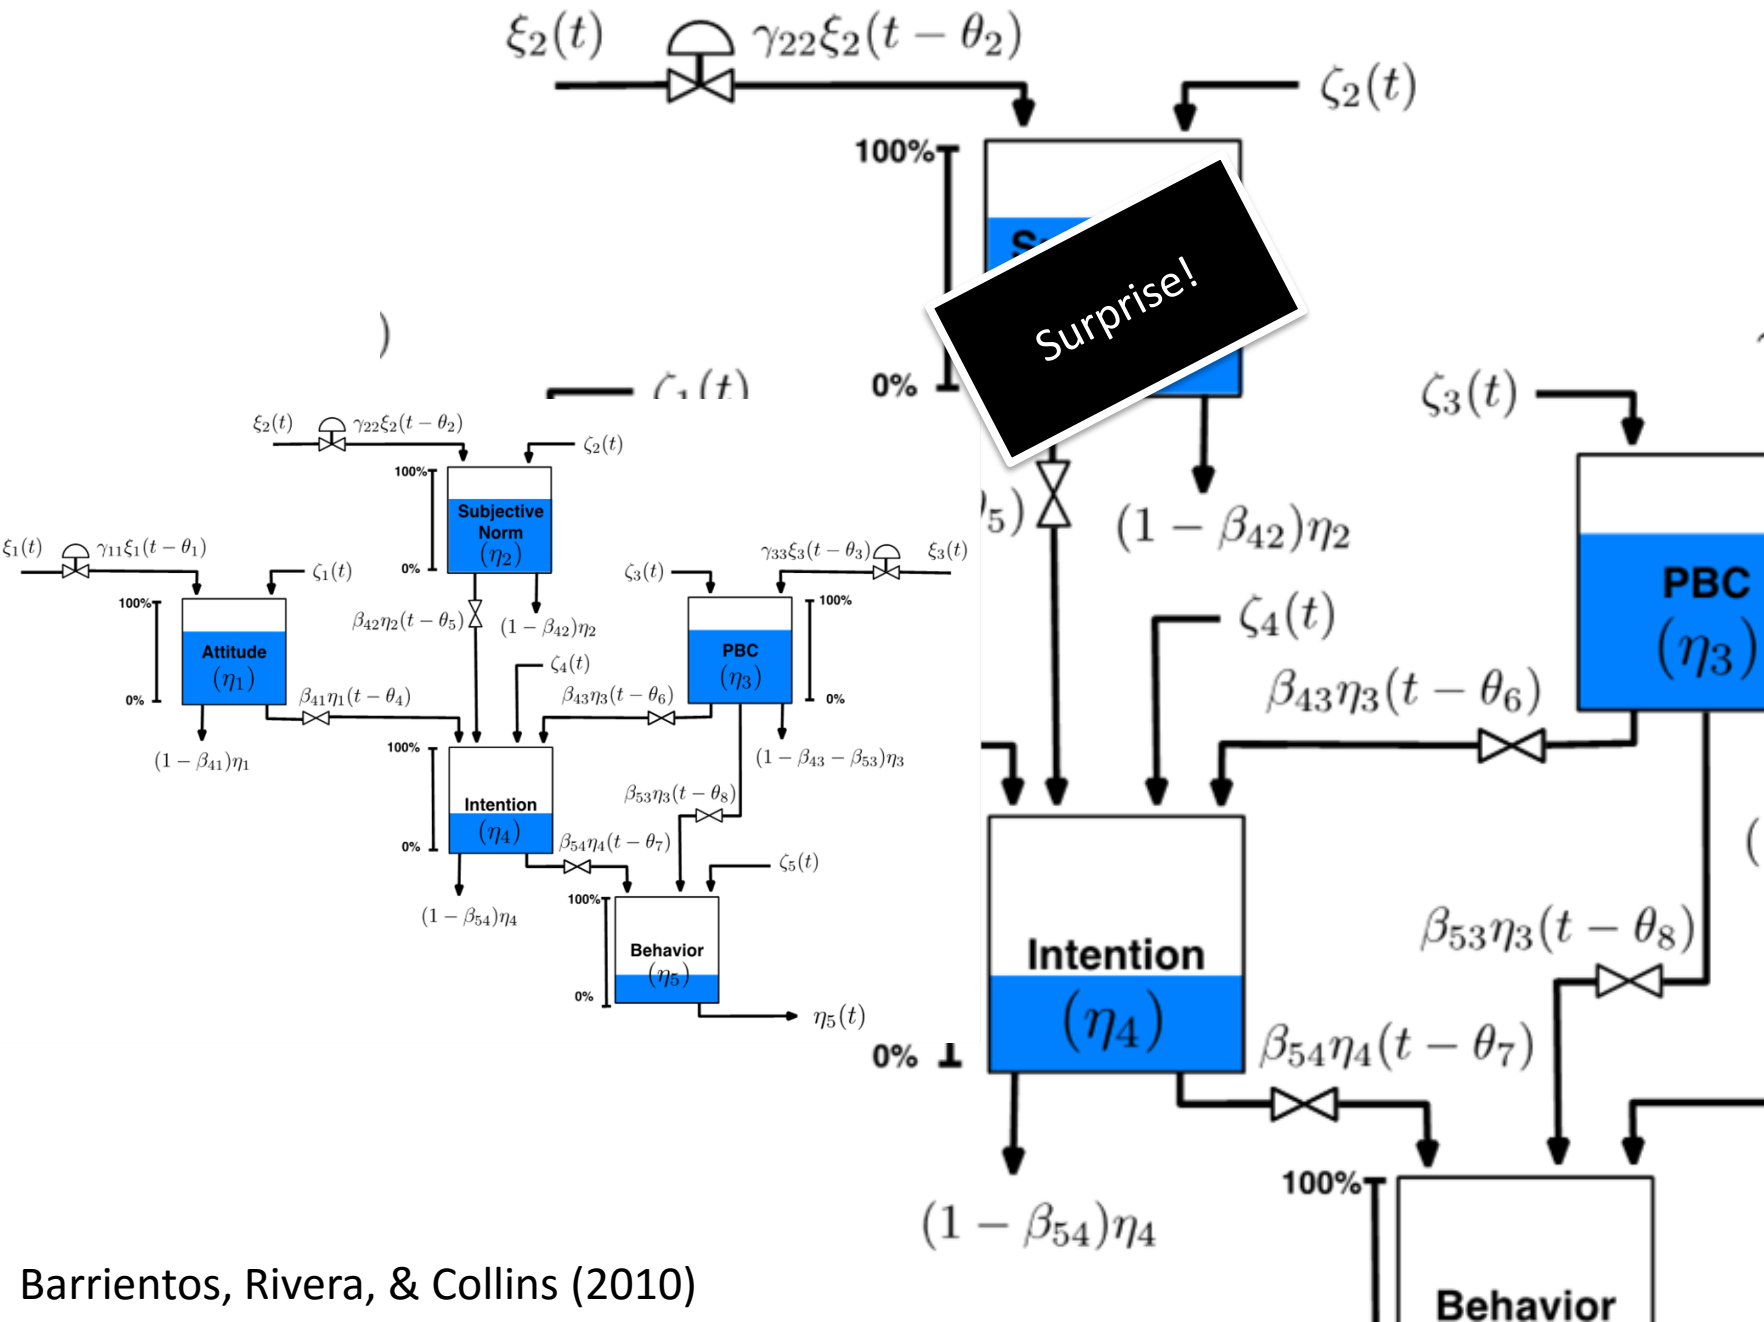 ξ₂(t)
γ₂₂ξ₂(t − θ₂)
ζ₂(t)
100%
Surprise!
0%
)
ζ₁(t)
ζ₃(t)
ξ₂(t)
γ₂₂ξ₂(t − θ₂)
ζ₂(t)
100%
Subjective
Norm
(η₂)
0%
ξ₁(t)
γ₁₁ξ₁(t − θ₁)
ζ₁(t)
ζ₃(t)
γ₃₃ξ₃(t − θ₃)
ξ₃(t)
100%
Attitude
(η₁)
0%
β₄₂η₂(t − θ₅)
(1 − β₄₂)η₂
100%
PBC
(η₃)
0%
ζ₄(t)
β₄₁η₁(t − θ₄)
β₄₃η₃(t − θ₆)
(1 − β₄₁)η₁
(1 − β₄₃ − β₅₃)η₃
100%
Intention
(η₄)
0%
β₅₃η₃(t − θ₈)
β₅₄η₄(t − θ₇)
ζ₅(t)
(1 − β₅₄)η₄
100%
Behavior
(η₅)
0%
η₅(t)
θ₅)
(1 − β₄₂)η₂
PBC
(η₃)
ζ₄(t)
β₄₃η₃(t − θ₆)
Intention
(η₄)
0%
β₅₃η₃(t − θ₈)
(
β₅₄η₄(t − θ₇)
(1 − β₅₄)η₄
100%
Behavior
Barrientos, Rivera, & Collins (2010)